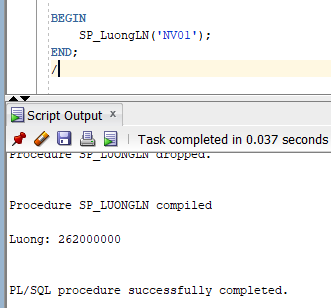 BEGIN
SP_LuongLN('NV01');
END;
/
Script Output ×
Task completed in 0.037 seconds
Procedure SP_LUONGLN dropped.
Procedure SP_LUONGLN compiled
Luong: 262000000
PL/SQL procedure successfully completed.